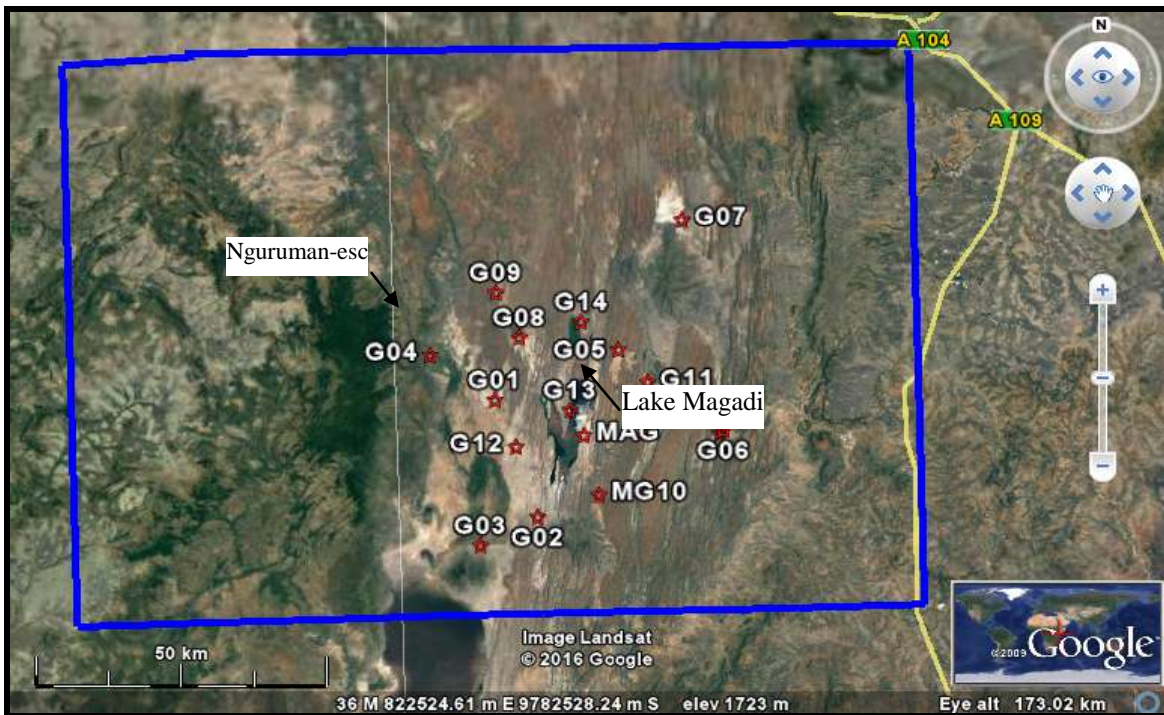 N
A 104
A 109
G07
Nguruman-esc
G09
G14
G08
G05
G04
G11
G01
G13
Lake Magadi
MAG
G12
G06
MG10
G03
G02
Image Landsat
© 2016 Google
50 km
©2009 Google
36 M 822524.61 m E 9782528.24 m S elev 1723 m
Eye alt 173.02 km